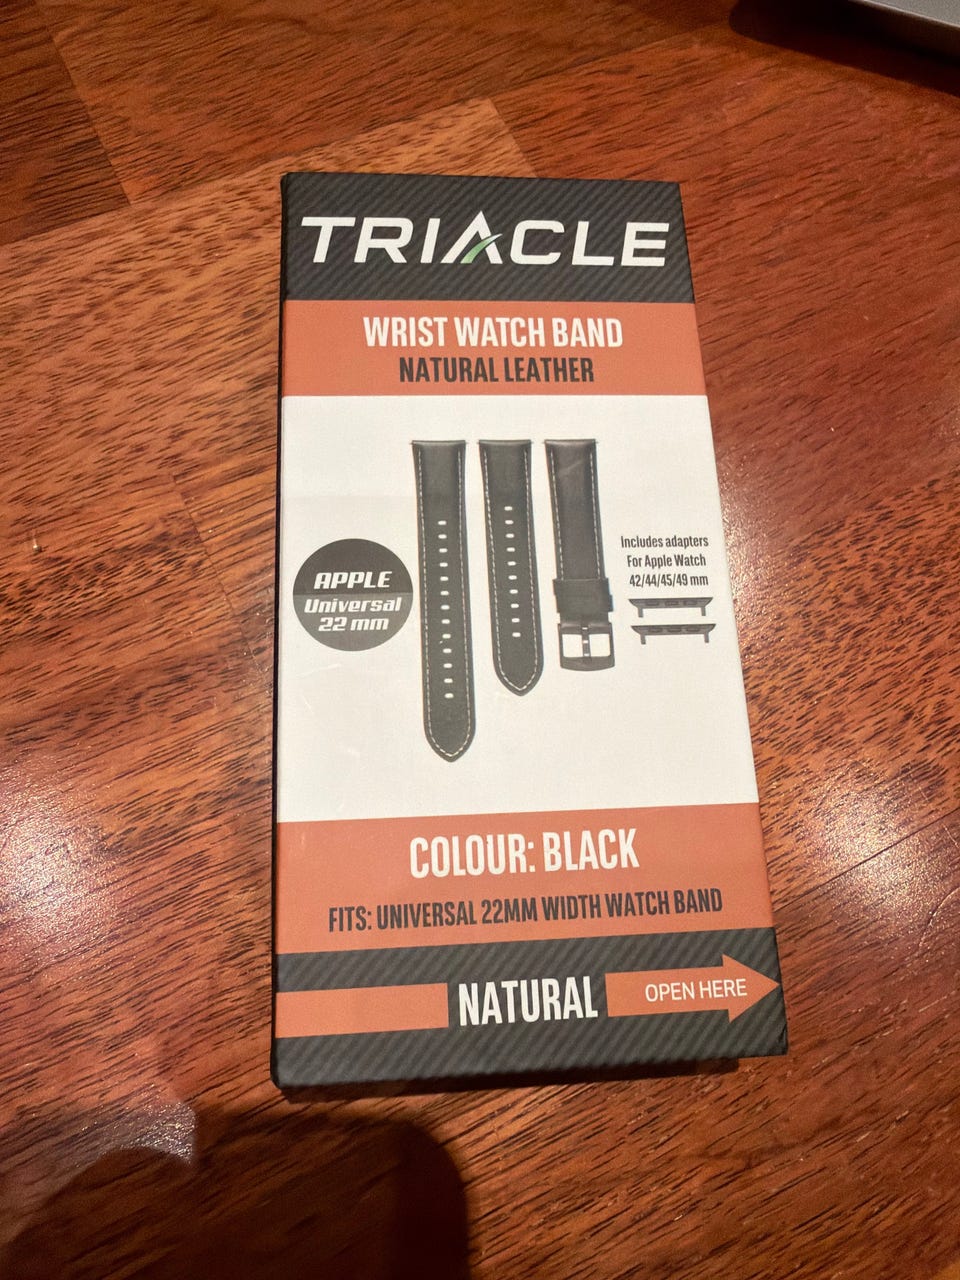 TRIACLE
WRIST WATCH BAND
NATURAL LEATHER
Includes adapters
For Apple Watch
42/44/45/49 mm
APPLE
Universal
22 mm
COLOUR: BLACK
FITS: UNIVERSAL 22MM WIDTH WATCH BAND
NATURAL
OPEN HERE